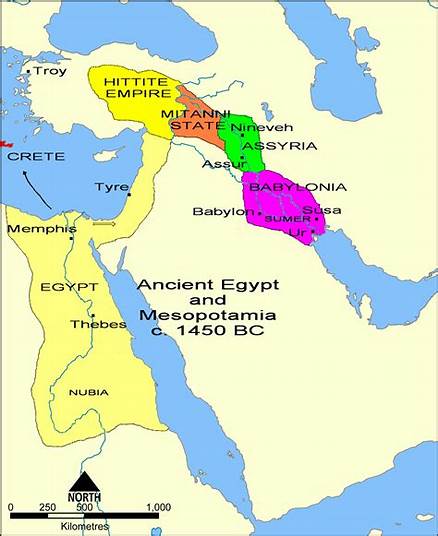 Troy
HITTITE
EMPIRE
MITANNI
STATE
Nineveh
ASSYRIA
CRETE
Assur
Tyre
BABYLONIA
Babylon
Susa
SUMER
Ur
Memphis
EGYPT
Ancient Egypt
and
Mesopotamia
c. 1450 BC
Thebes
NUBIA
NORTH
0 500 1,000
Kilometres